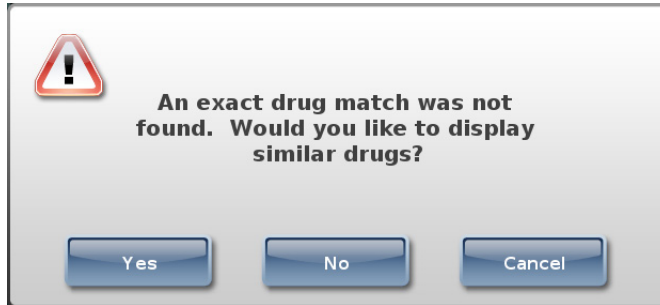 An exact drug match was not
found.  Would you like to display
similar drugs?
Yes No Cancel